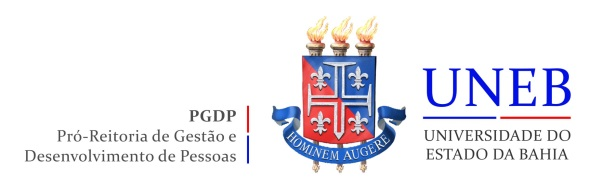 PGDP
Pró-Reitoria de Gestão e
Desenvolvimento de Pessoas
HOMINEM AUGERE
UNEB
UNIVERSIDADE DO
ESTADO DA BAHIA